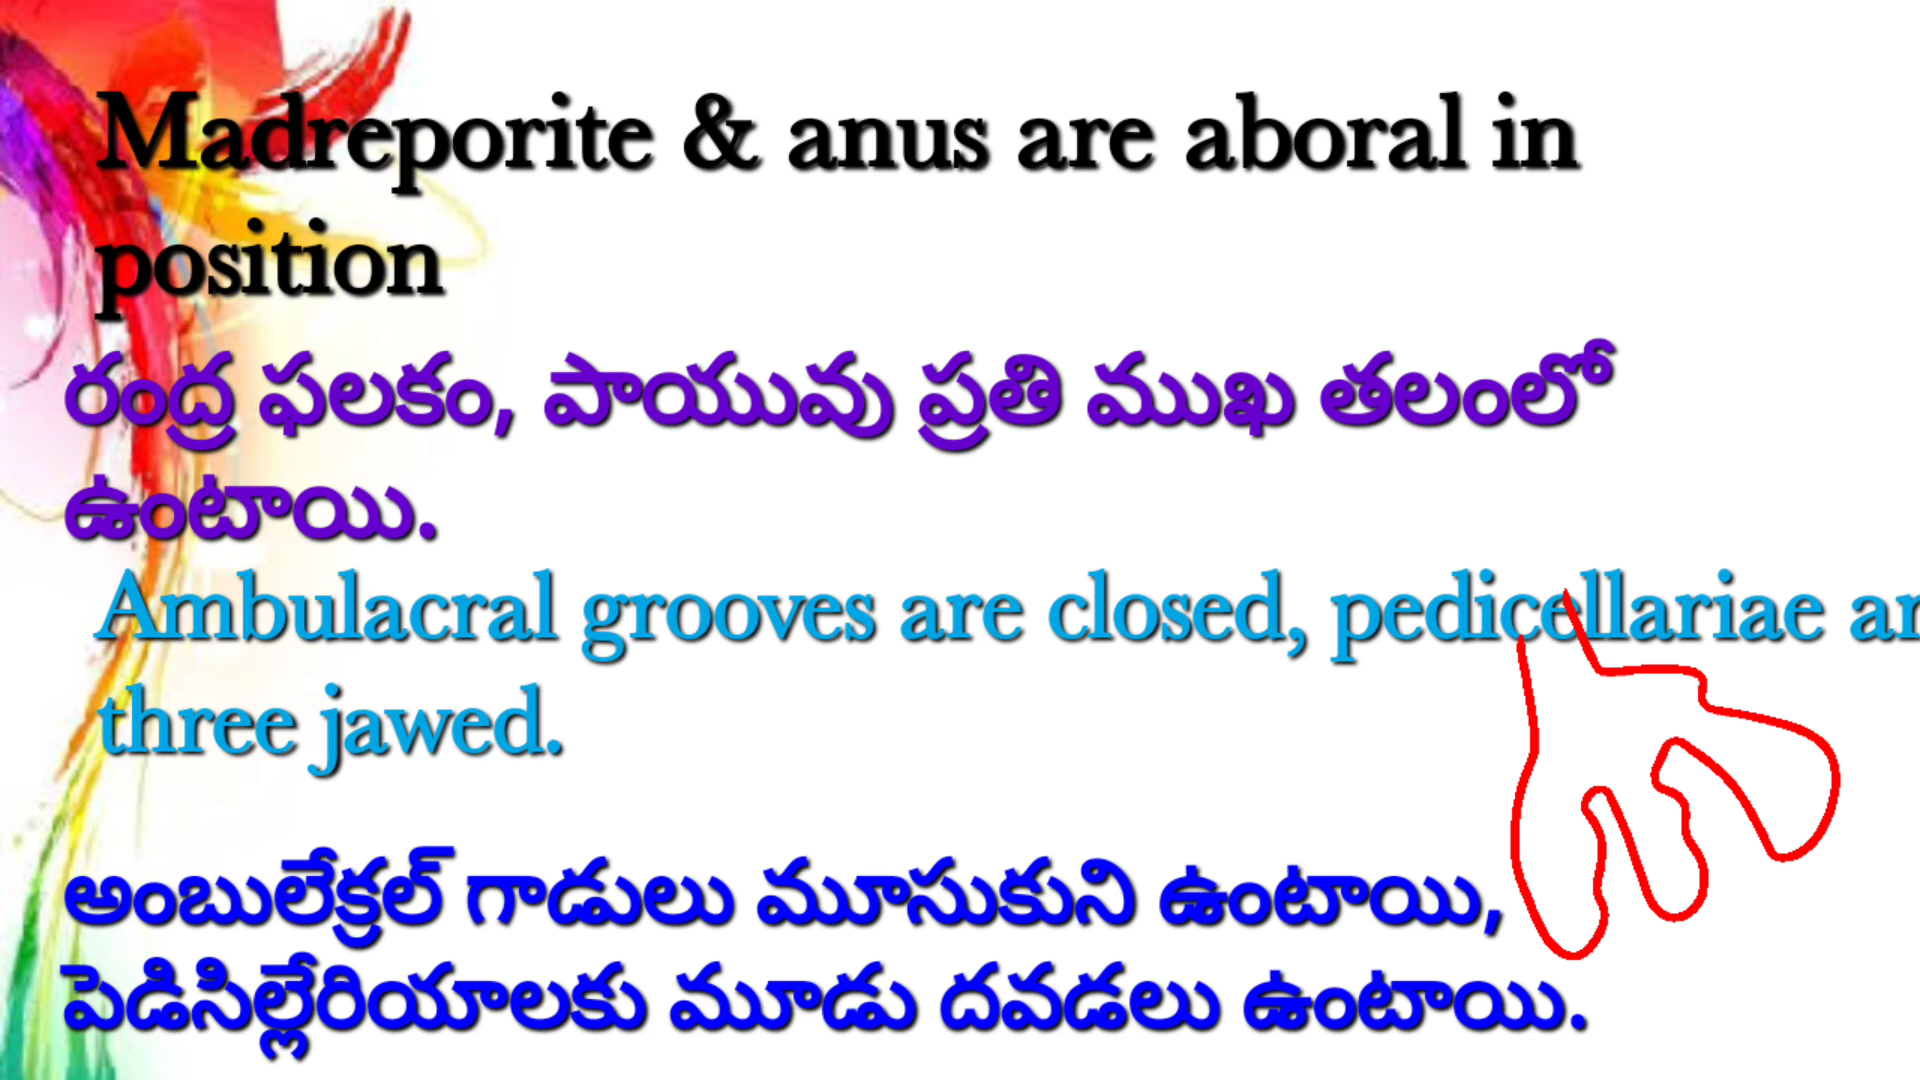 Madreporite & anus are aboral in
position
రంద్ర ఫలకం, పాయువు ప్రతి ముఖ తలంలో
ఉంటాయి.
Ambulacral grooves are closed, pedicellariae ar
three jawed.
అంబులేక్రల్ గాడులు మూసుకుని ఉంటాయి,
పెడిసిల్లేరియాలకు మూడు దవడలు ఉంటాయి.